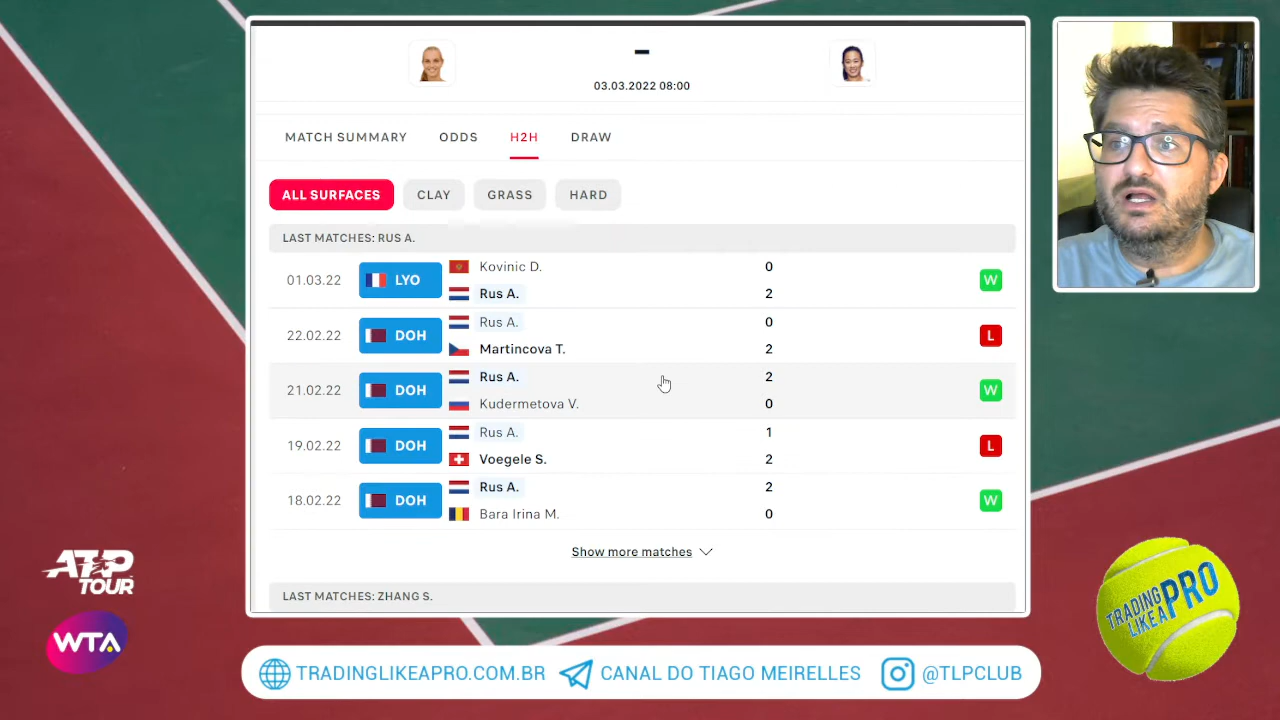 03.03.2022 08:00
MATCH SUMMARY ODDS H2H DRAW
ALL SURFACES CLAY GRASS HARD
LAST MATCHES: RUS A.
01.03.22 LYO Kovinic D. 0
Rus A. 2 W
22.02.22 DOH Rus A. 0
Martincova T. 2 L
21.02.22 DOH Rus A. 2
Kudermetova V. 0 W
19.02.22 DOH Rus A. 1
Voegele S. 2 L
18.02.22 DOH Rus A. 2
Bara Irina M. 0 W
Show more matches
LAST MATCHES: ZHANG S.
ATP
TOUR
WTA
TRADING
LIKE A
PRO
TRADINGLIKEAPRO.COM.BR CANAL DO TIAGO MEIRELLES @TLPCLUB